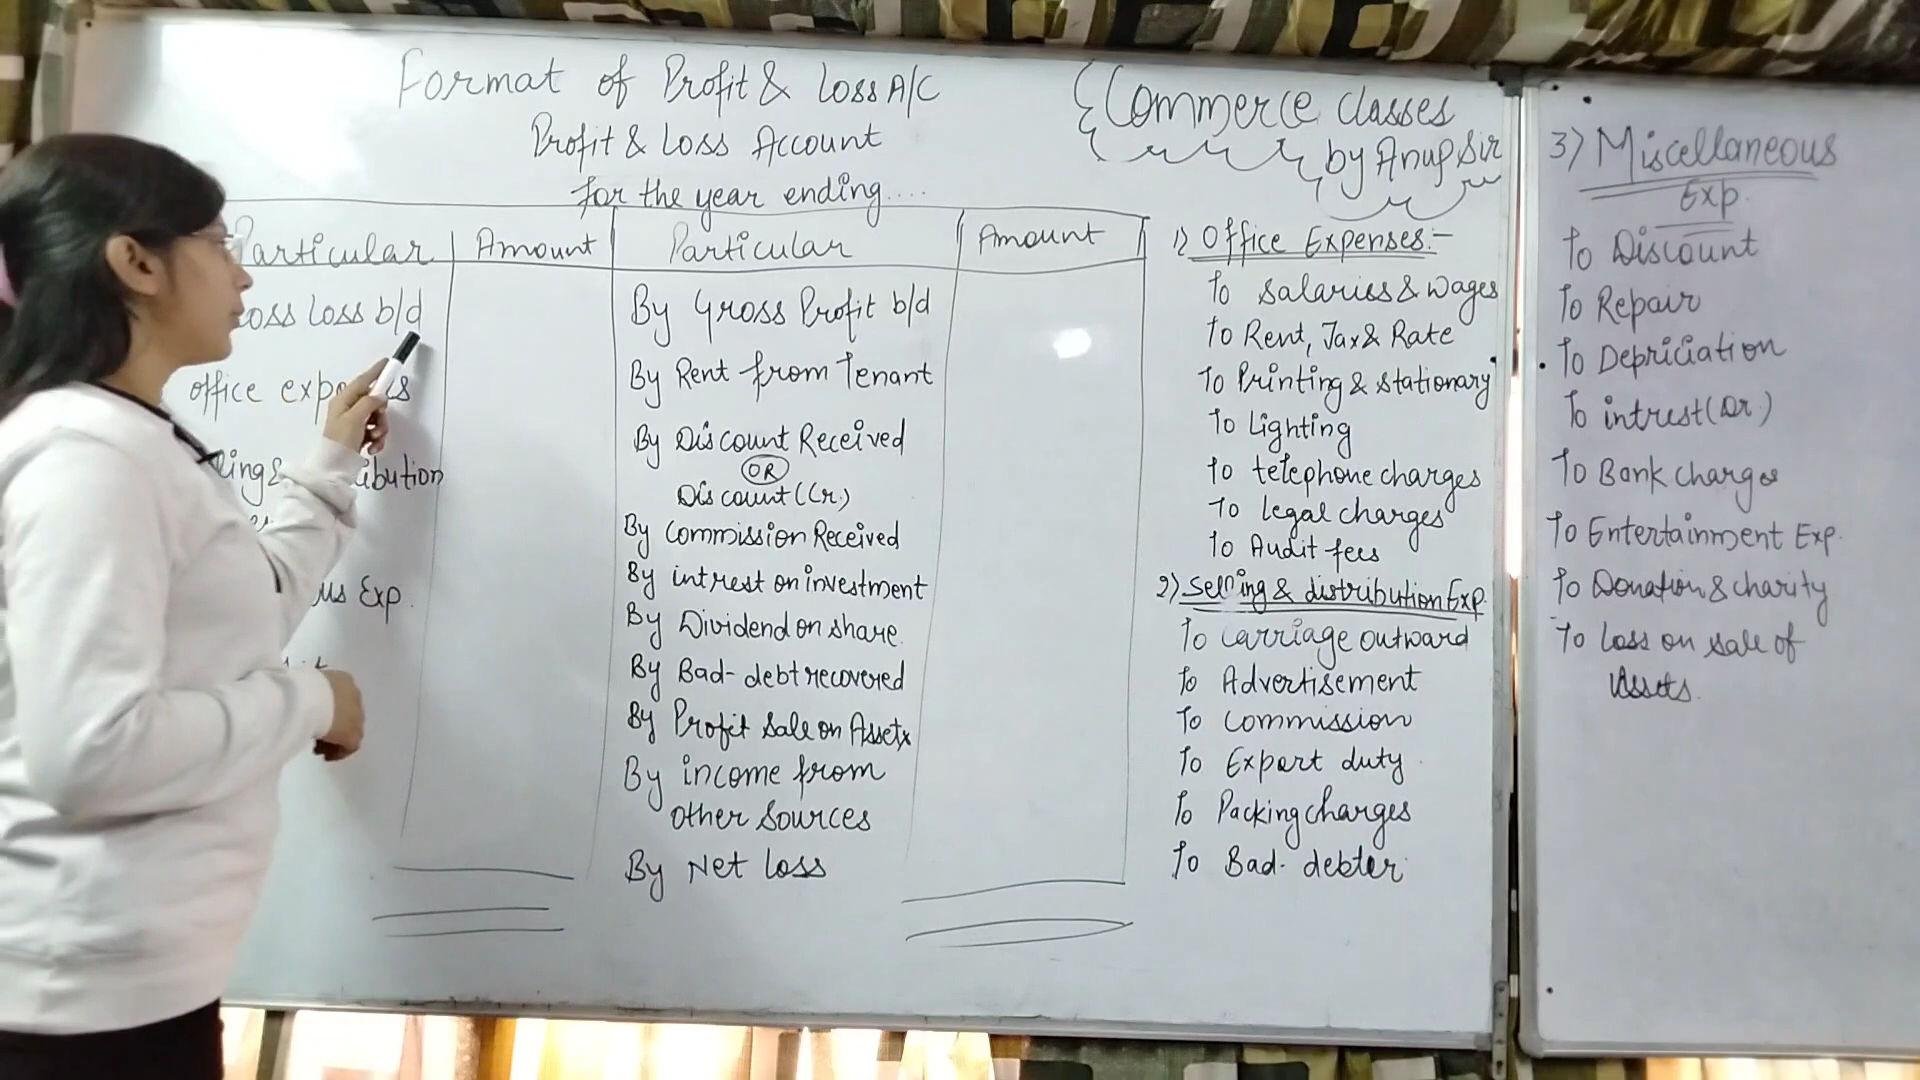 Format of Profit & Loss A/C
Profit & Loss Account
for the year ending....
Commerce classes
by Anup Sir
Particular Amount Particular Amount
loss b/d
office
Exp.
By Gross Profit b/d
By Rent from Tenant
By Discount Received
OR
Discount (Cr.)
By Commission Received
By intrest on investment
By Dividend on share.
By Bad-debt recovered
By Profit Sale on Assets
By income from
other sources
By Net loss
1) Office Expenses:-
To Salaries & Wages
To Rent, Tax & Rate
To Printing & stationary
To Lighting
To telephone charges
To legal charges
To Audit fees
2) Selling & distribution Exp.
To Carriage outward
To Advertisement
To Commission
To Export duty
To Packing charges
To Bad-debter
3) Miscellaneous
Exp.
To Discount
To Repair
To Depriciation
To intrest (Dr.)
To Bank charges
To Entertainment Exp.
To Donation & charity
To Loss on sale of
Assets.